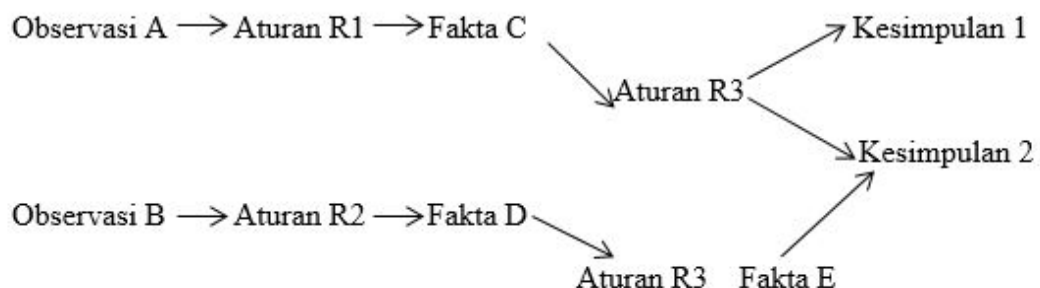 Observasi A Aturan R1 Fakta C Kesimpulan 1
Aturan R3
Kesimpulan 2
Observasi B Aturan R2 Fakta D
Aturan R3 Fakta E